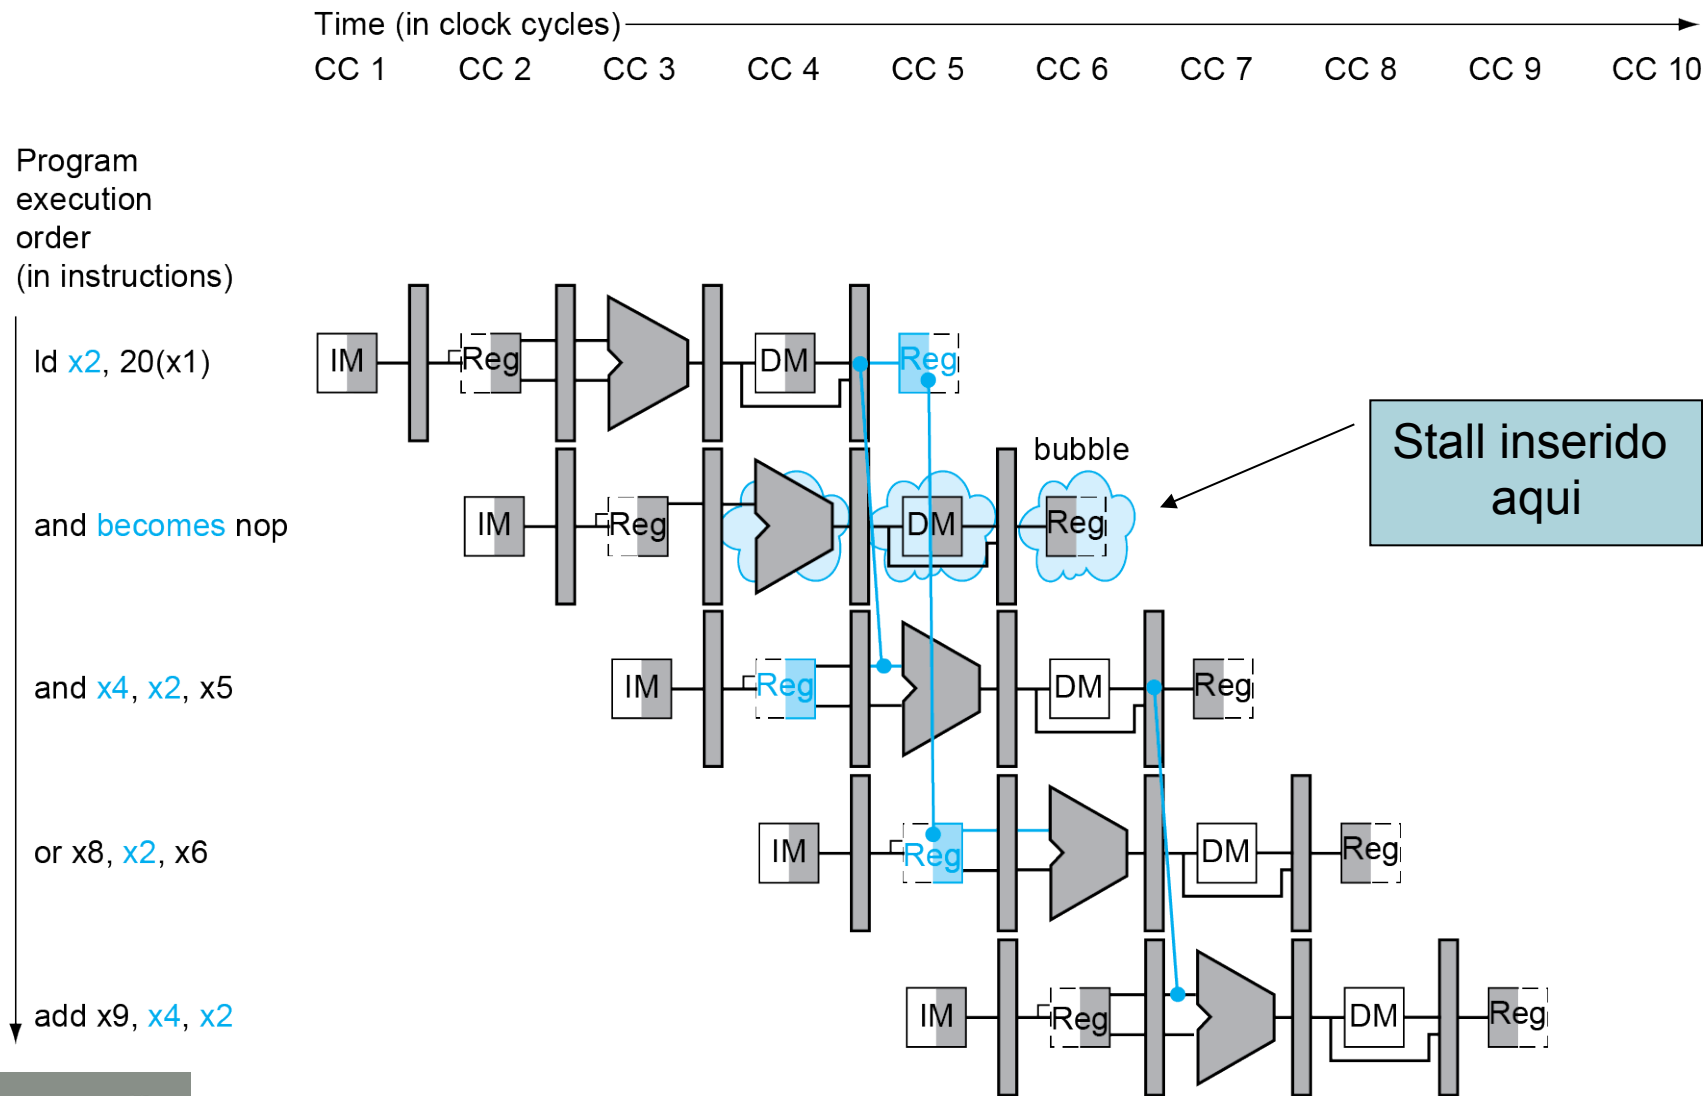 Time (in clock cycles)
CC 1 CC 2 CC 3 CC 4 CC 5 CC 6 CC 7 CC 8 CC 9 CC 10
Program
execution
order
(in instructions)
ld x2, 20(x1)
IM Reg DM Reg
bubble
Stall inserido
aqui
and becomes nop
IM Reg DM Reg
and x4, x2, x5
IM Reg DM Reg
or x8, x2, x6
IM Reg DM Reg
add x9, x4, x2
IM Reg DM Reg